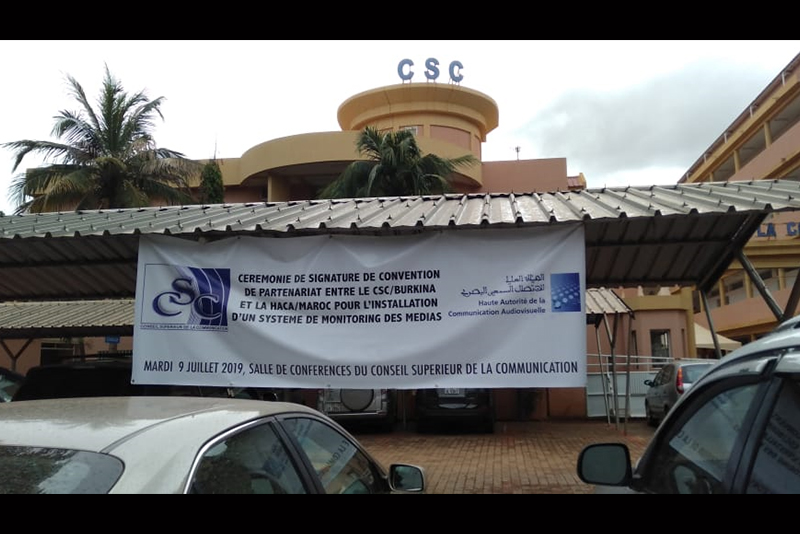 CSC
CEREMONIE DE SIGNATURE DE CONVENTION
DE PARTENARIAT ENTRE LE CSC/BURKINA
ET LA HACA/MAROC POUR L'INSTALLATION
D'UN SYSTEME DE MONITORING DES MEDIAS
CSC
CONSEIL SUPERIEUR DE LA COMMUNICATION
الهيئة العليا
للاتصال السمعي البصري
Haute Autorité de la
Communication Audiovisuelle
MARDI 9 JUILLET 2019, SALLE DE CONFERENCES DU CONSEIL SUPERIEUR DE LA COMMUNICATION
LA